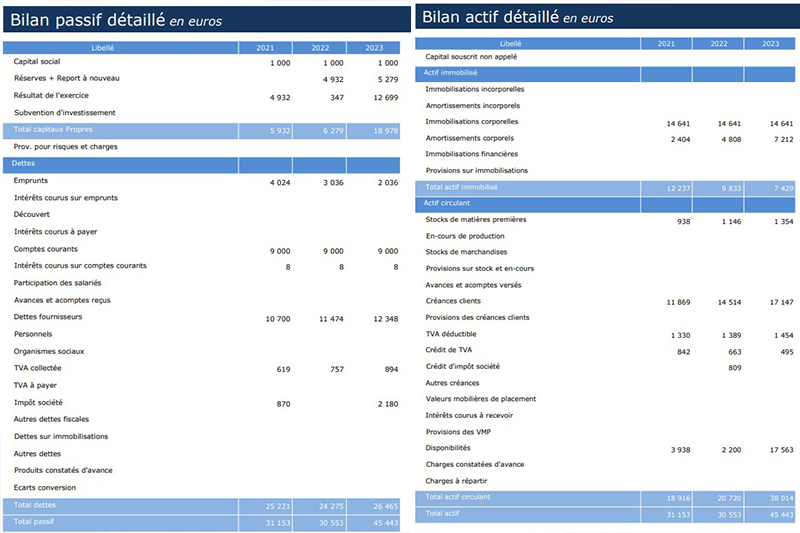 Bilan passif détaillé en euros
Libellé 2021 2022 2023
Capital social 1 000 1 000 1 000
Réserves + Report à nouveau 4 932 5 279
Résultat de l'exercice 4 932 347 12 699
Subvention d'investissement
Total capitaux Propres 5 932 6 279 18 978
Prov. pour risques et charges
Dettes
Emprunts 4 024 3 036 2 036
Intérêts courus sur emprunts
Découvert
Intérêts courus à payer
Comptes courants 9 000 9 000 9 000
Intérêts courus sur comptes courants 8 8 8
Participation des salariés
Avances et acomptes reçus
Dettes fournisseurs 10 700 11 474 12 348
Personnels
Organismes sociaux
TVA collectée 619 757 894
TVA à payer
Impôt société 870 2 180
Autres dettes fiscales
Dettes sur immobilisations
Autres dettes
Produits constatés d'avance
Ecarts conversion
Total dettes 25 221 24 275 26 465
Total passif 31 153 30 553 45 443
Bilan actif détaillé en euros
Libellé 2021 2022 2023
Capital souscrit non appelé
Actif immobilisé
Immobilisations incorporelles
Amortissements incorporels
Immobilisations corporelles 14 641 14 641 14 641
Amortissements corporels 2 404 4 808 7 212
Immobilisations financières
Provisions sur immobilisations
Total actif immobilisé 12 237 9 833 7 429
Actif circulant
Stocks de matières premières 938 1 146 1 354
En-cours de production
Stocks de marchandises
Provisions sur stock et en-cours
Avances et acomptes versés
Créances clients 11 869 14 514 17 147
Provisions des créances clients
TVA déductible 1 330 1 389 1 454
Crédit de TVA 842 663 495
Crédit d'impôt société 809
Autres créances
Valeurs mobilières de placement
Intérêts courus à recevoir
Provisions des VMP
Disponibilités 3 938 2 200 17 563
Charges constatées d'avance
Charges à répartir
Total actif circulant 18 916 20 720 38 014
Total actif 31 153 30 553 45 443